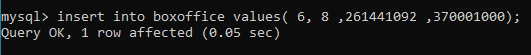 mysql> insert into boxoffice values( 6, 8 ,261441092 ,370001000);
Query OK, 1 row affected (0.05 sec)